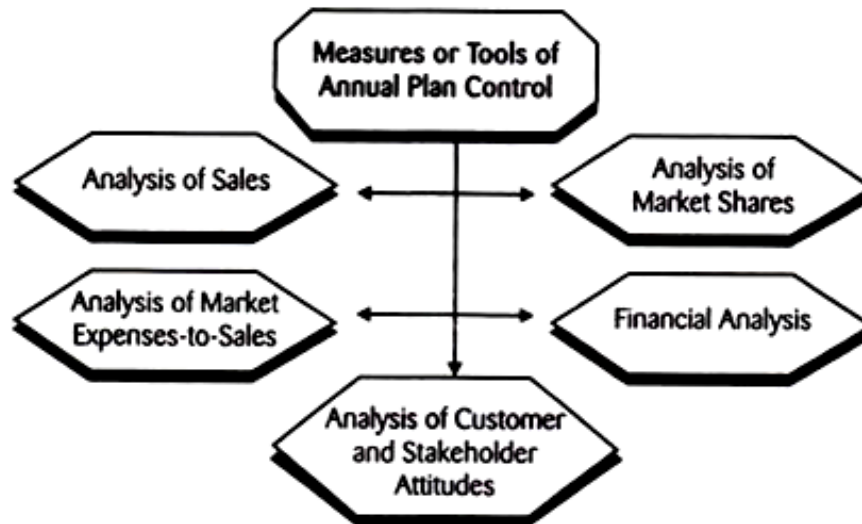 Measures or Tools of
Annual Plan Control
Analysis of Sales
Analysis of
Market Shares
Analysis of Market
Expenses-to-Sales
Financial Analysis
Analysis of Customer
and Stakeholder
Attitudes